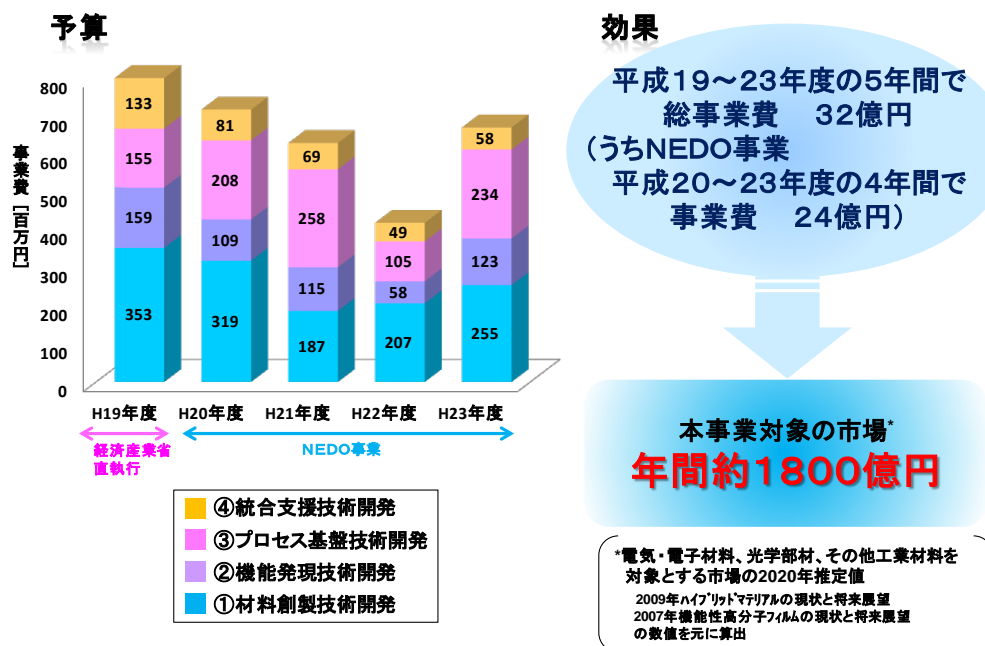 予算
事業費 [百万円]
800
700
600
500
400
300
200
100
0
133
155
159
353
81
208
109
319
69
258
115
187
49
105
58
207
58
234
123
255
H19年度 H20年度 H21年度 H22年度 H23年度
経済産業省
直執行
NEDO事業
④統合支援技術開発
③プロセス基盤技術開発
②機能発現技術開発
①材料創製技術開発
効果
平成19～23年度の5年間で
総事業費 32億円
(うちNEDO事業
平成20～23年度の4年間で
事業費 24億円)
本事業対象の市場*
年間約1800億円
*電気・電子材料、光学部材、その他工業材料を
対象とする市場の2020年推定値
2009年ﾊｲﾌﾞﾘｯﾄﾞﾏﾃﾘｱﾙの現状と将来展望
2007年機能性高分子ﾌｨﾙﾑの現状と将来展望
の数値を元に算出